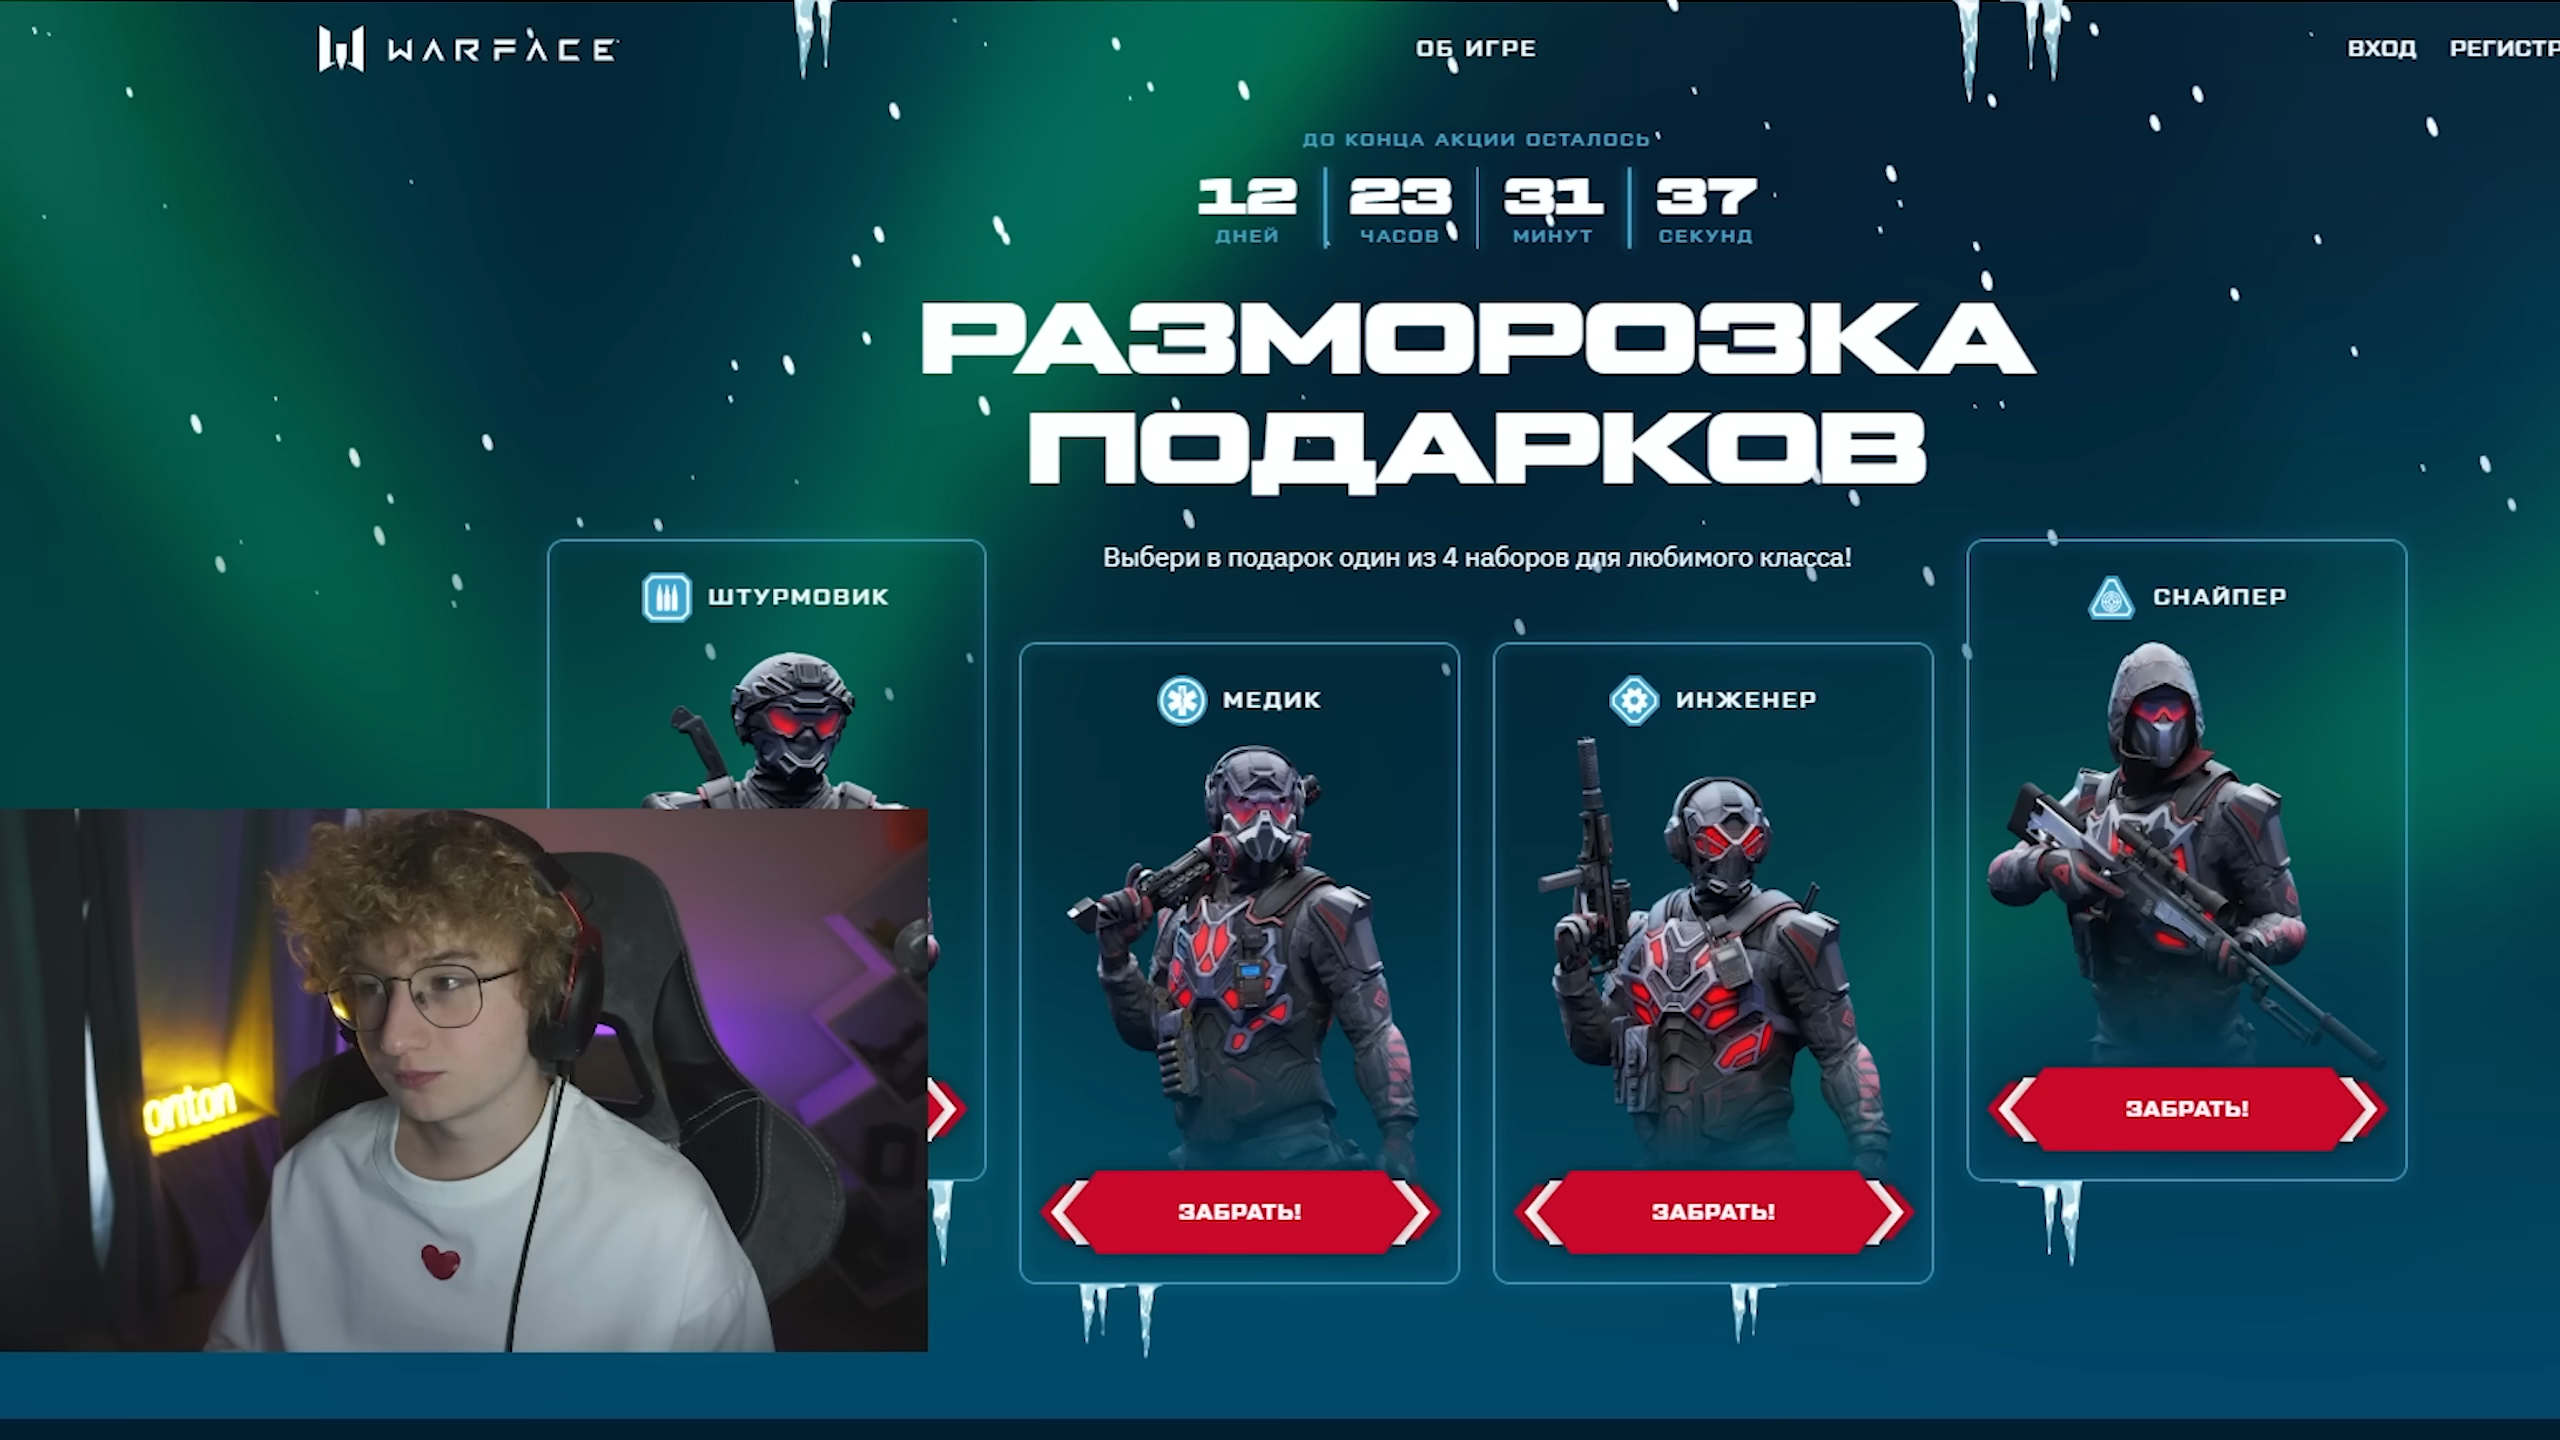 WARFACE
ОБ ИГРЕ
ВХОД
РЕГИСТР
ДО КОНЦА АКЦИИ ОСТАЛОСЬ
12 23 31 37
ДНЕЙ ЧАСОВ МИНУТ СЕКУНД
РАЗМОРОЗКА
ПОДАРКОВ
Выбери в подарок один из 4 наборов для любимого класса!
ШТУРМОВИК
СНАЙПЕР
МЕДИК
ИНЖЕНЕР
onton
ЗАБРАТЬ!
ЗАБРАТЬ!
ЗАБРАТЬ!